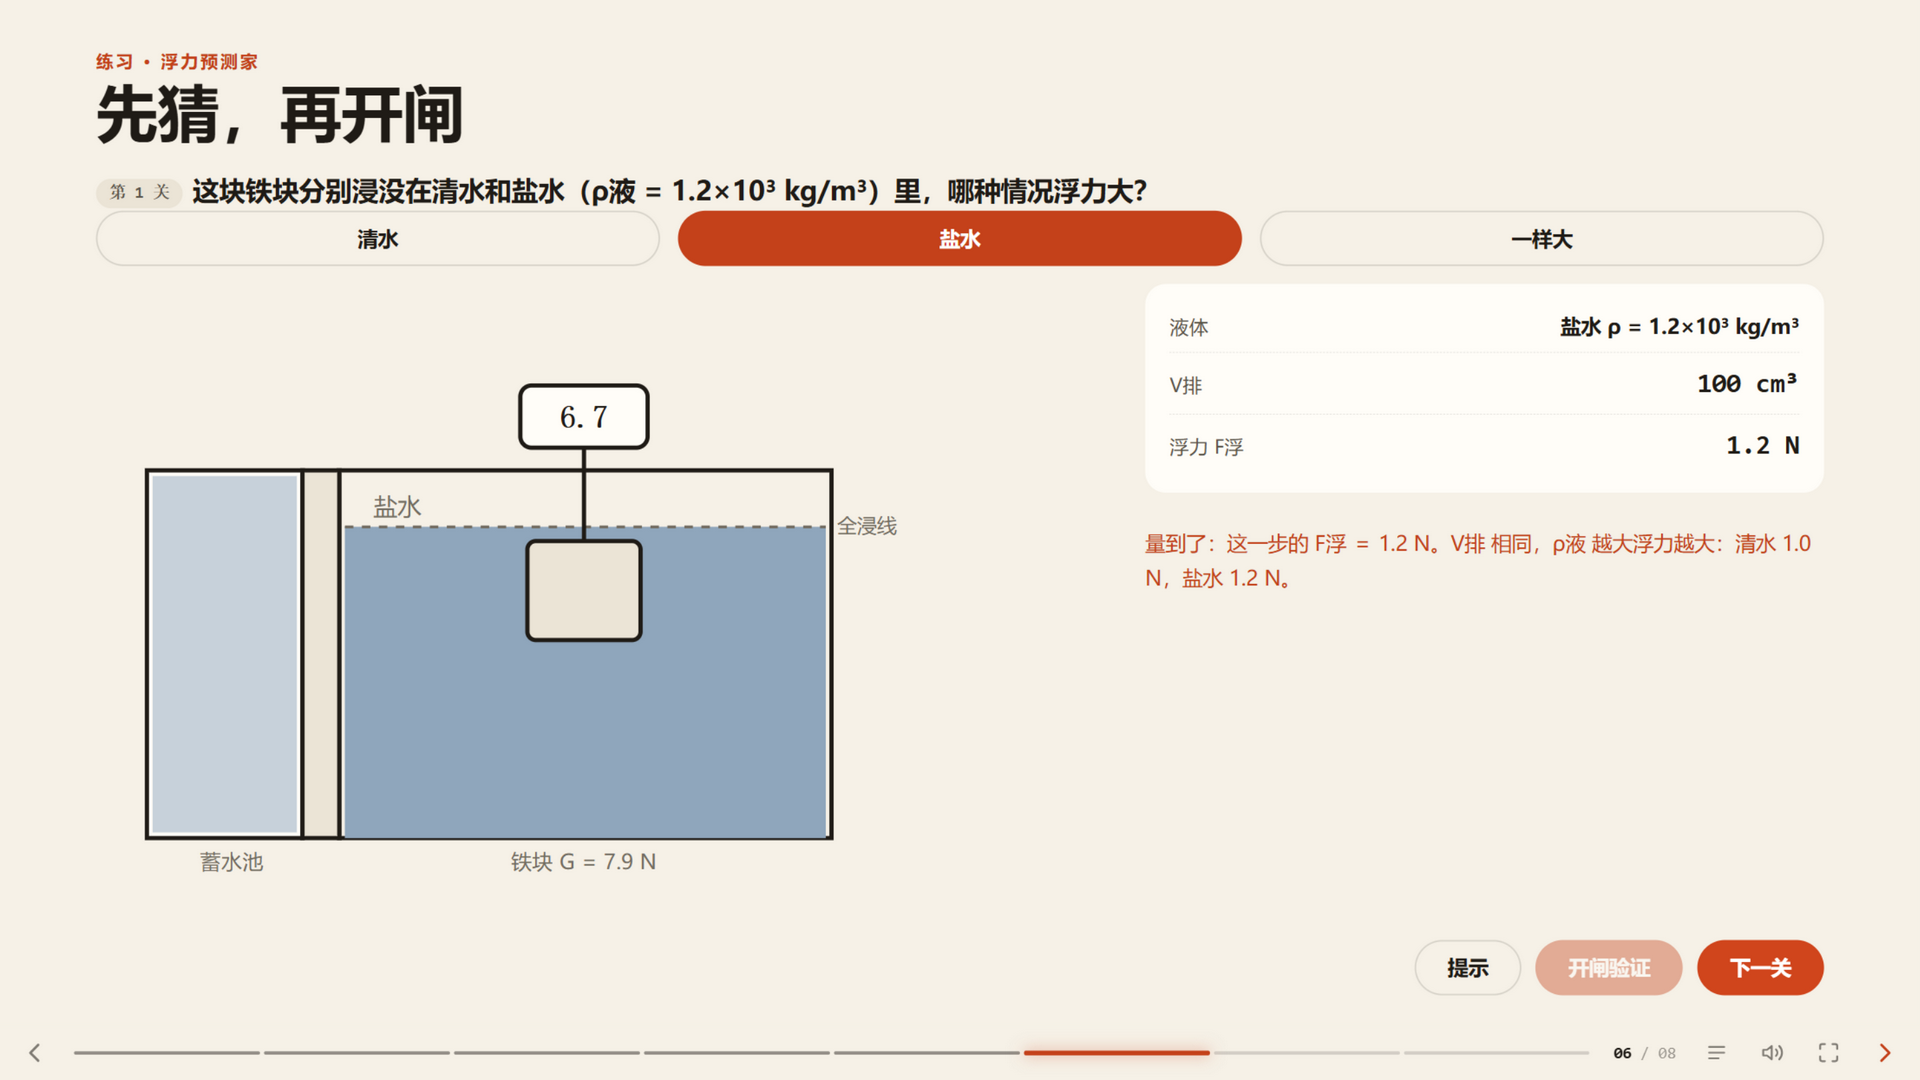 练习 · 浮力预测家
先猜，再开闸
第 1 关 这块铁块分别浸没在清水和盐水（ρ液 = 1.2×10³ kg/m³）里，哪种情况浮力大？
清水 盐水 一样大
液体 盐水 ρ = 1.2×10³ kg/m³
V排 100 cm³
浮力 F浮 1.2 N
量到了：这一步的 F浮 = 1.2 N。V排 相同，ρ液 越大浮力越大：清水 1.0
N，盐水 1.2 N。
6.7
盐水
全浸线
蓄水池 铁块 G = 7.9 N
提示 开闸验证 下一关
06 / 08